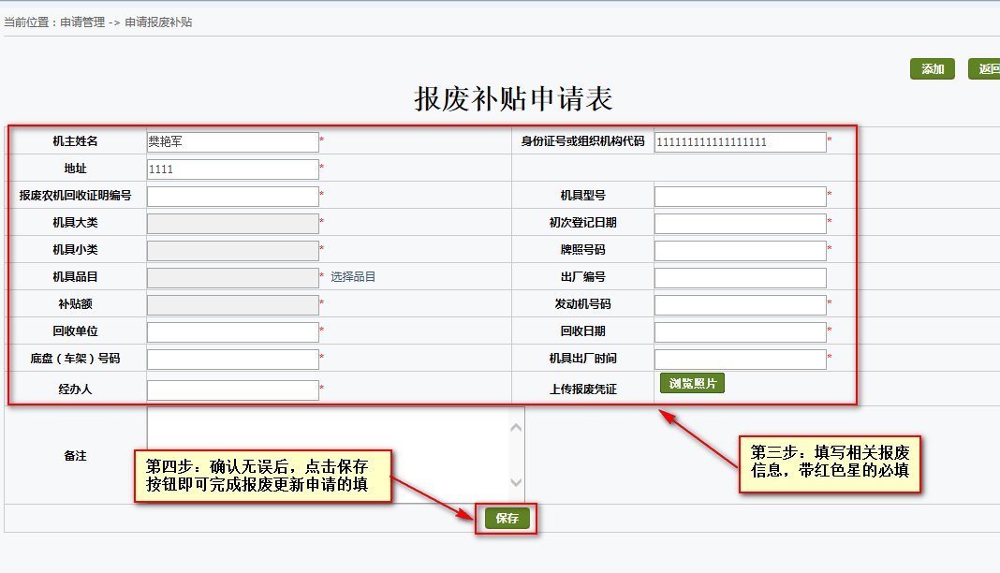 当前位置：申请管理 -> 申请报废补贴
添加
返回
报废补贴申请表
机主姓名 樊艳军 * 身份证号或组织机构代码 111111111111111111 *
地址 1111 *
报废农机回收证明编号 * 机具型号 *
机具大类 * 初次登记日期 *
机具小类 * 牌照号码 *
机具品目 * 选择品目 出厂编号
补贴额 * 发动机号码 *
回收单位 * 回收日期 *
底盘（车架）号码 * 机具出厂时间 *
经办人 * 上传报废凭证 浏览照片
备注
第四步：确认无误后，点击保存
按钮即可完成报废更新申请的填
第三步：填写相关报废
信息，带红色星的必填
保存